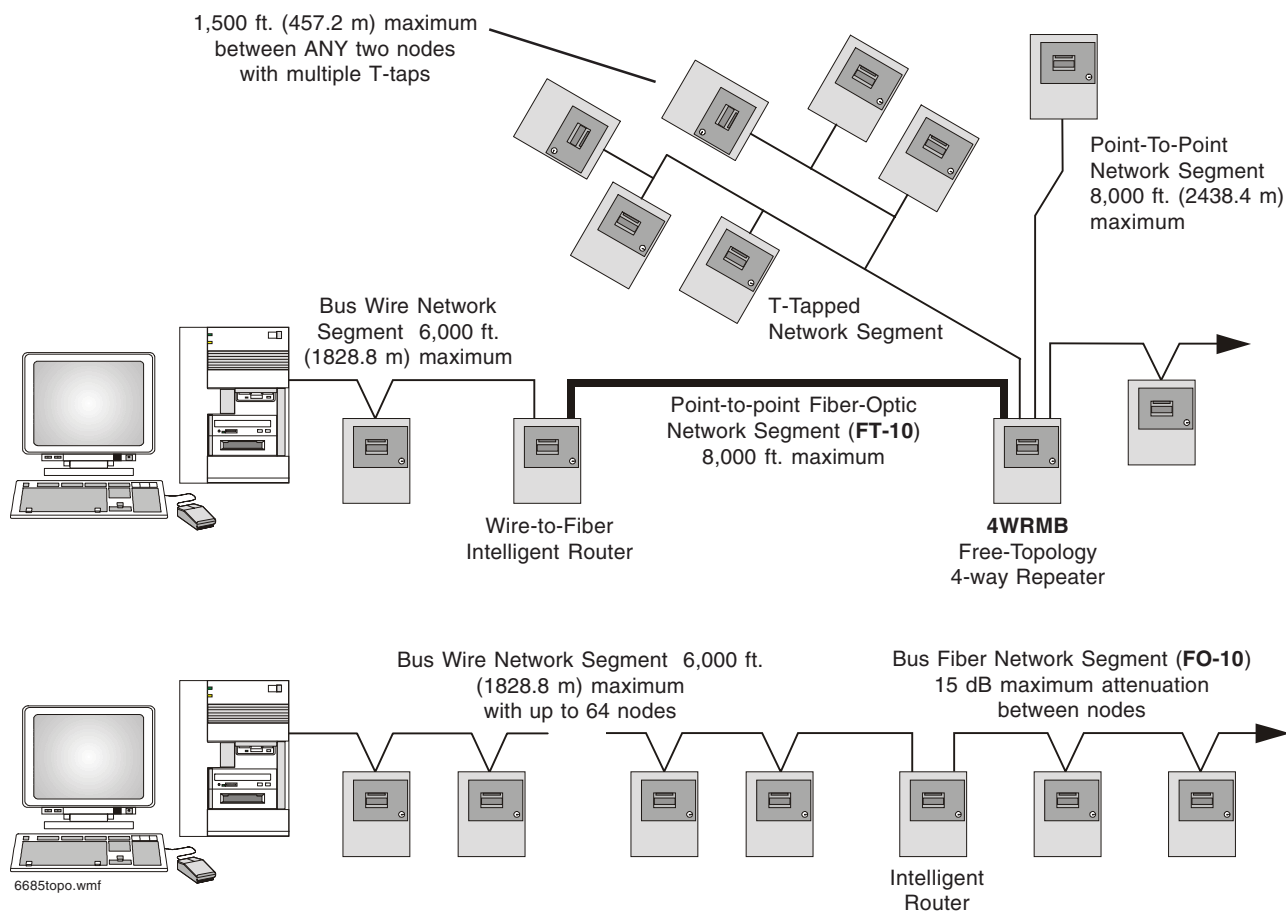 1,500 ft. (457.2 m) maximum
between ANY two nodes
with multiple T-taps
Point-To-Point
Network Segment
8,000 ft. (2438.4 m)
maximum
T-Tapped
Network Segment
Bus Wire Network
Segment 6,000 ft.
(1828.8 m) maximum
Point-to-point Fiber-Optic
Network Segment (FT-10)
8,000 ft. maximum
Wire-to-Fiber
Intelligent Router
4WRMB
Free-Topology
4-way Repeater
Bus Wire Network Segment 6,000 ft.
(1828.8 m) maximum
with up to 64 nodes
Bus Fiber Network Segment (FO-10)
15 dB maximum attenuation
between nodes
Intelligent
Router
6685topo.wmf